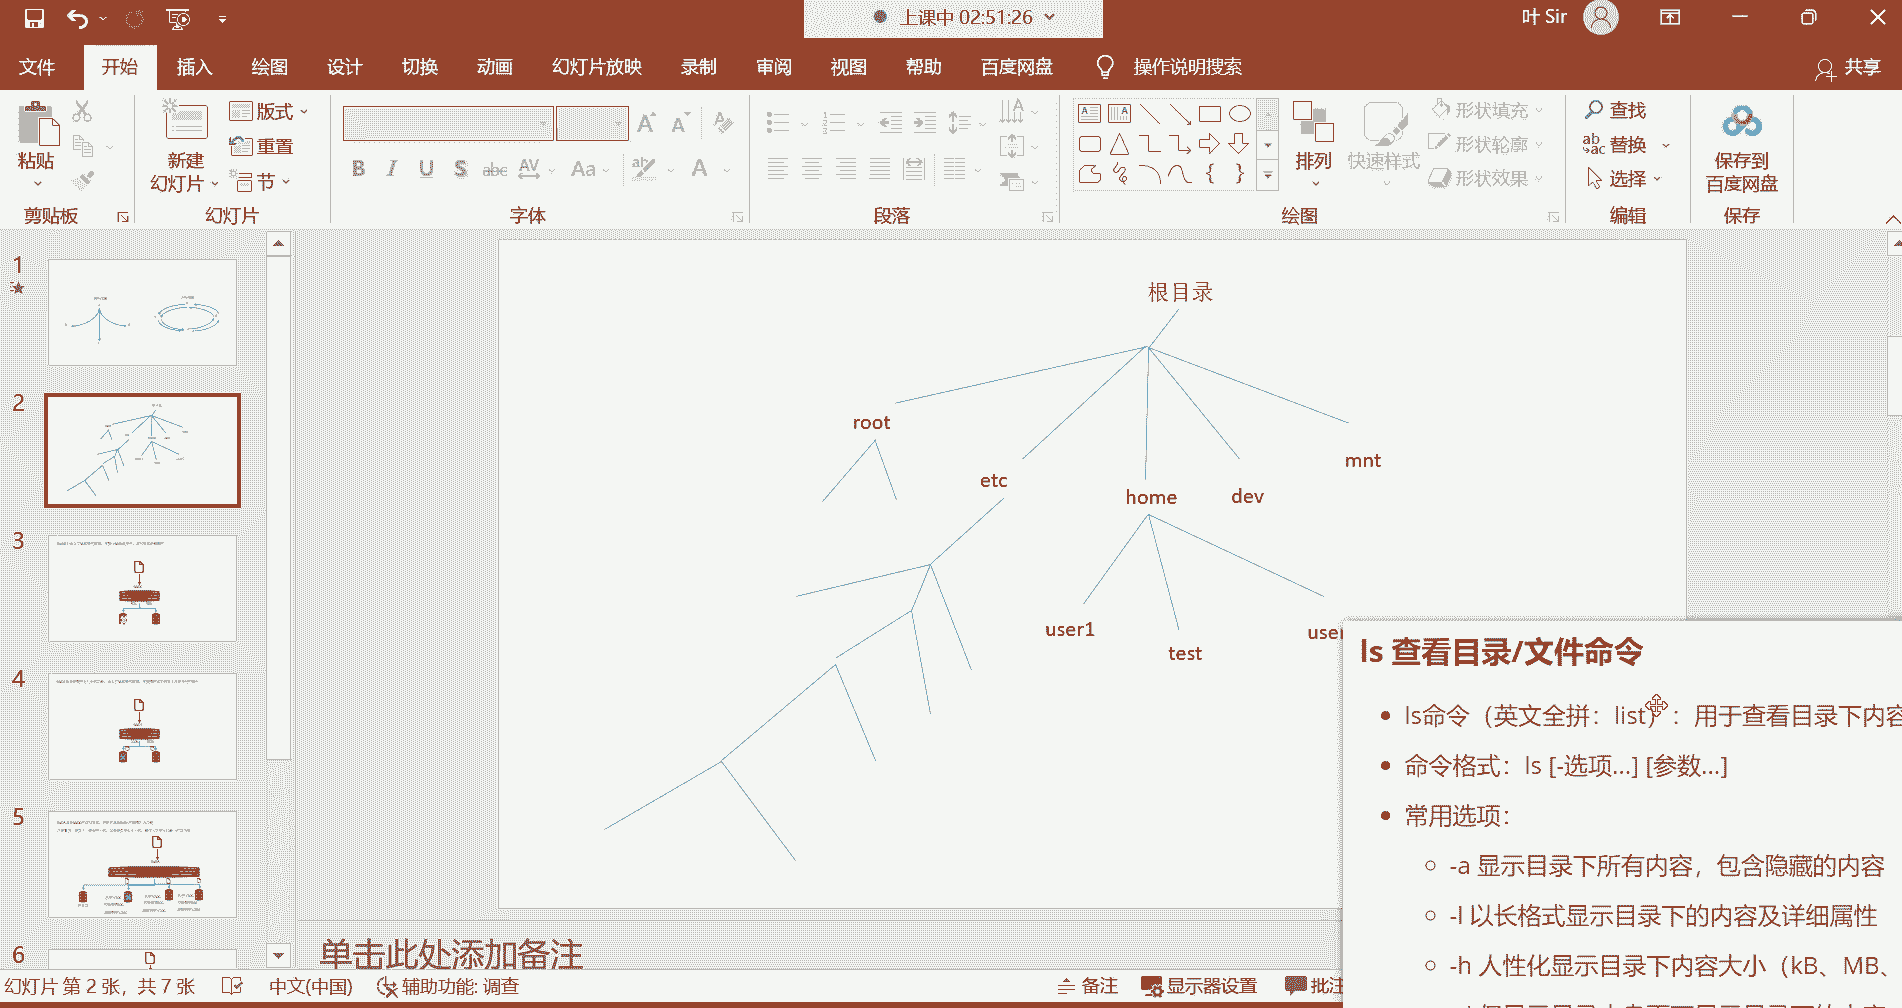 上课中 02:51:26
叶 Sir
文件 开始 插入 绘图 设计 切换 动画 幻灯片放映 录制 审阅 视图 帮助 百度网盘 操作说明搜索 共享
粘贴
剪贴板
新建
幻灯片
版式
重置
节
幻灯片
B I U S abc AV Aa A
字体
段落
排列
快速样式
形状填充
形状轮廓
形状效果
绘图
查找
替换
选择
编辑
保存到
百度网盘
保存
1
2
3
4
5
6
根目录
root
etc
home
dev
mnt
user1
test
user
ls 查看目录/文件命令
ls命令（英文全拼：list）：用于查看目录下内容
命令格式：ls [-选项...] [参数...]
常用选项：
-a 显示目录下所有内容，包含隐藏的内容
-l 以长格式显示目录下的内容及详细属性
-h 人性化显示目录下内容大小（kB、MB、
单击此处添加备注
幻灯片 第 2 张，共 7 张 中文(中国) 辅助功能: 调查 备注 显示器设置 批注